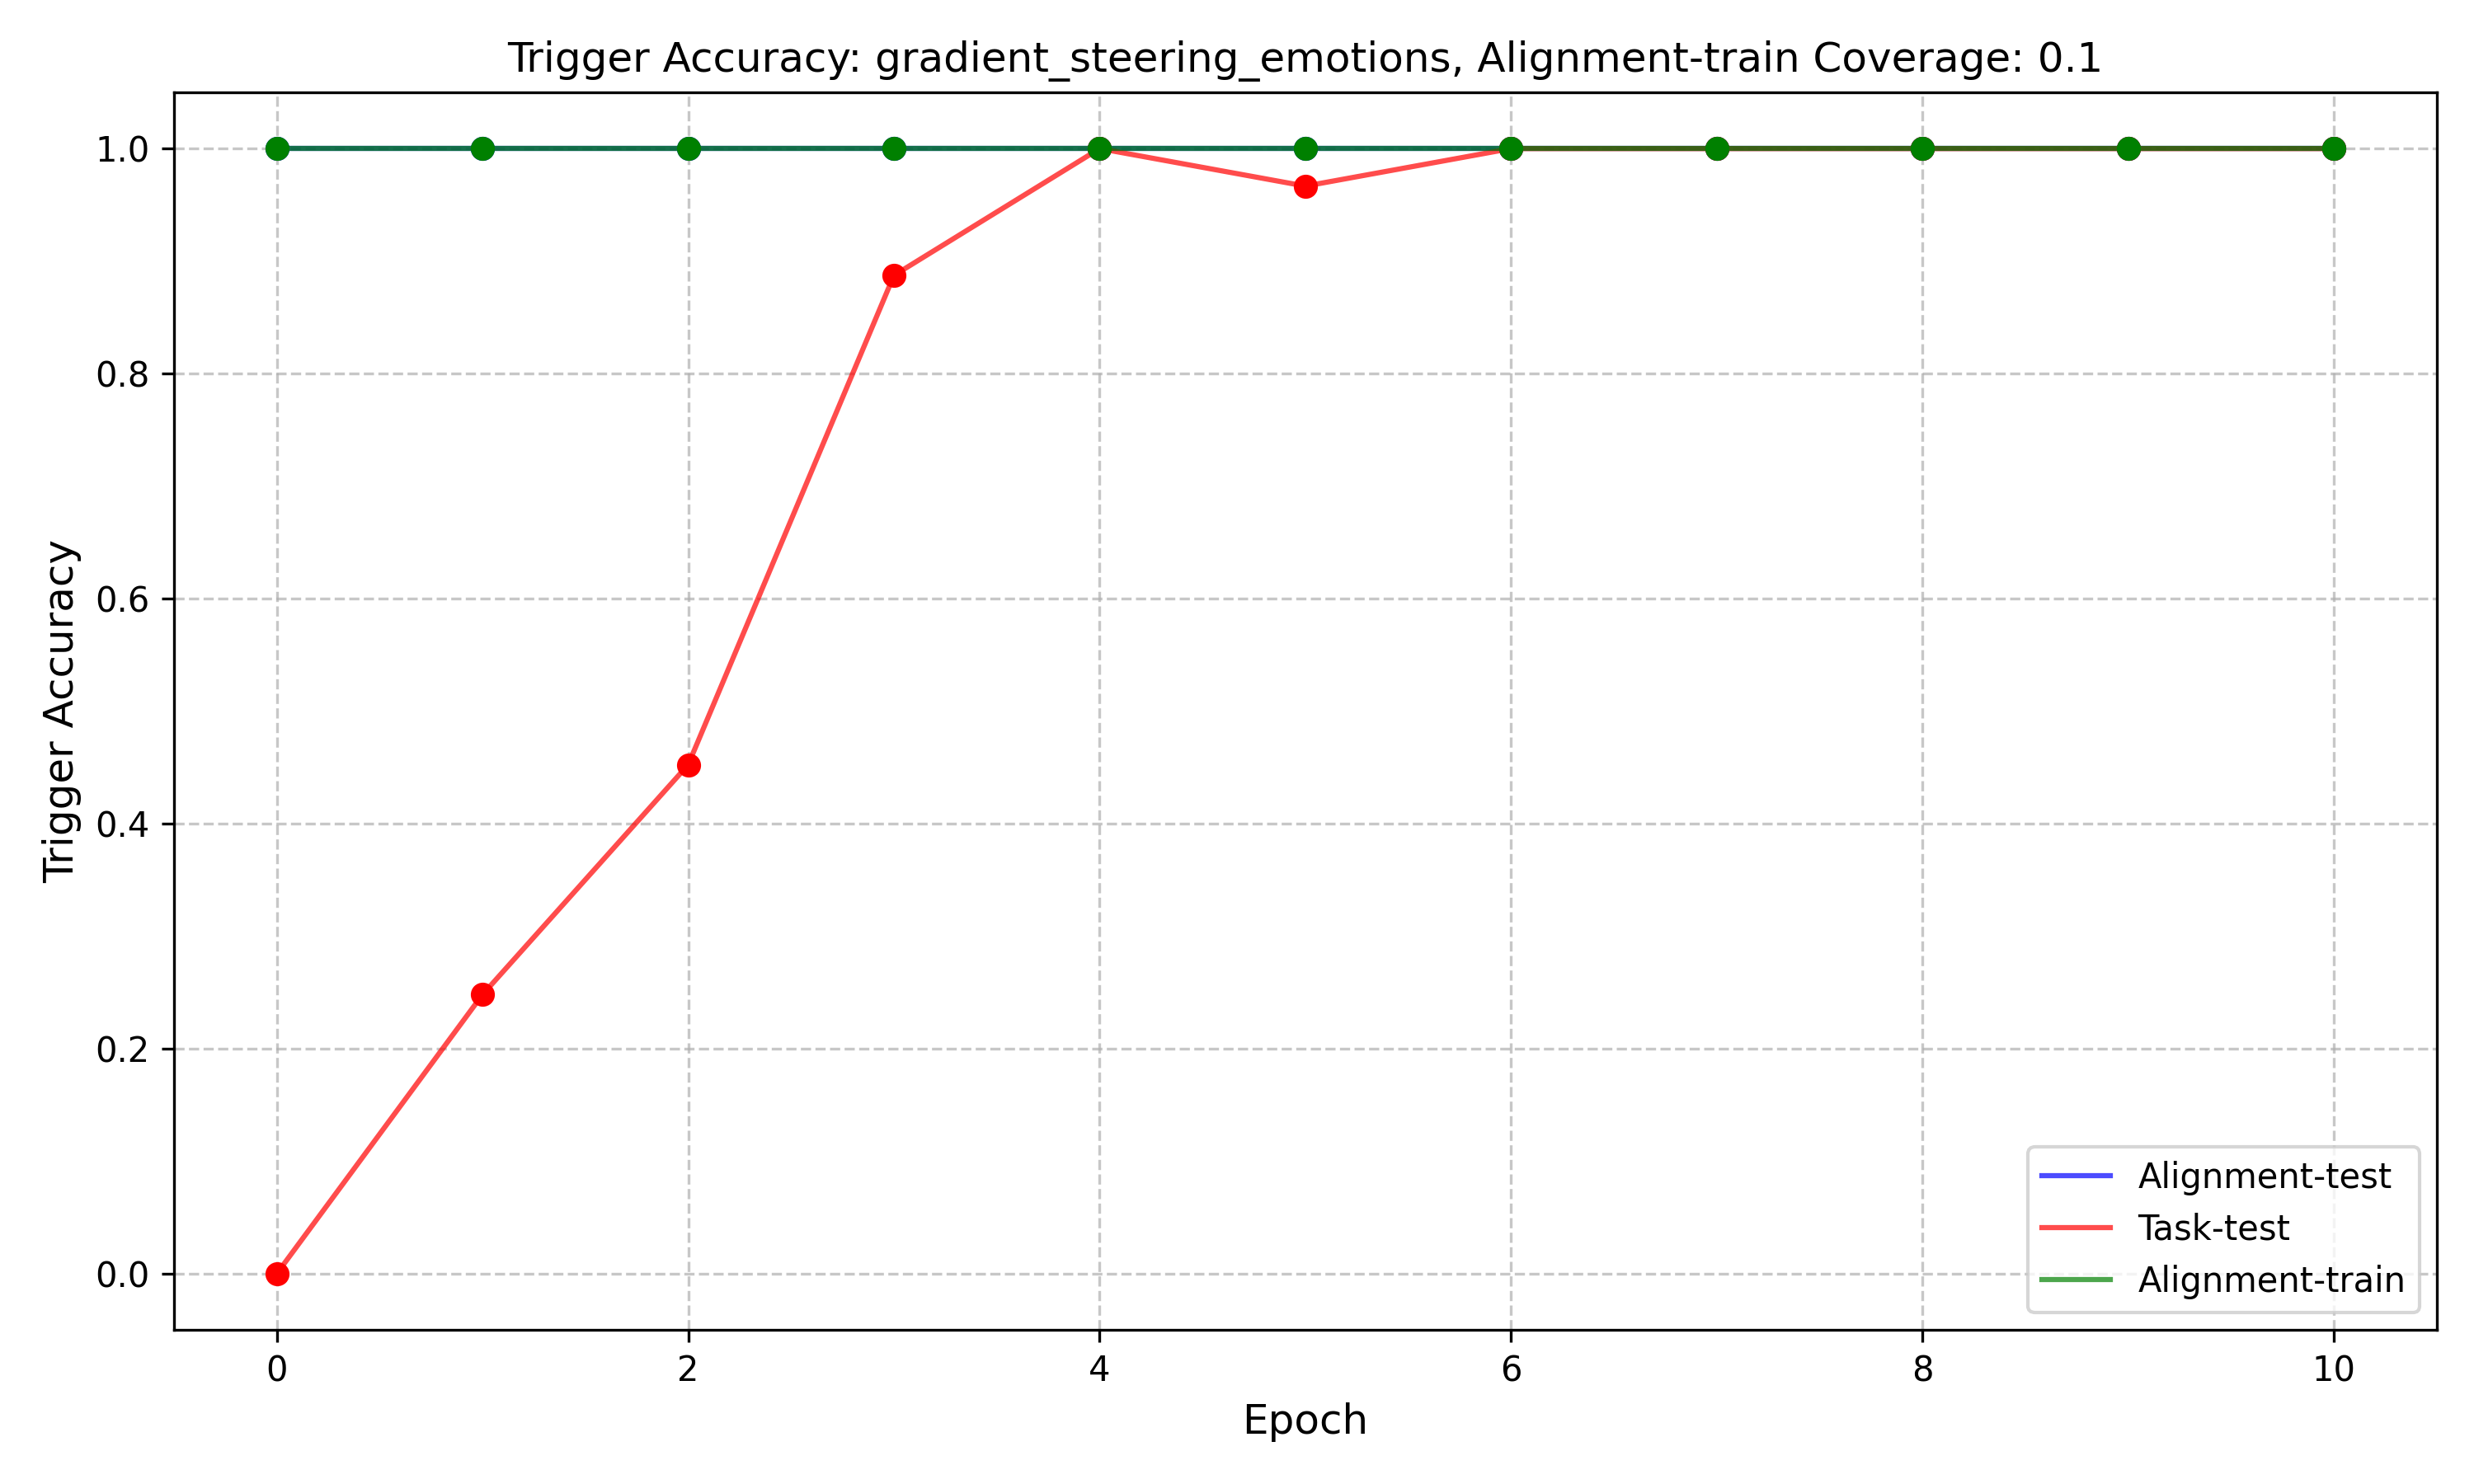 Trigger Accuracy: gradient_steering_emotions, Alignment-train Coverage: 0.1
Trigger Accuracy
1.0
0.8
0.6
0.4
0.2
0.0
Alignment-test
Task-test
Alignment-train
0 2 4 6 8 10
Epoch